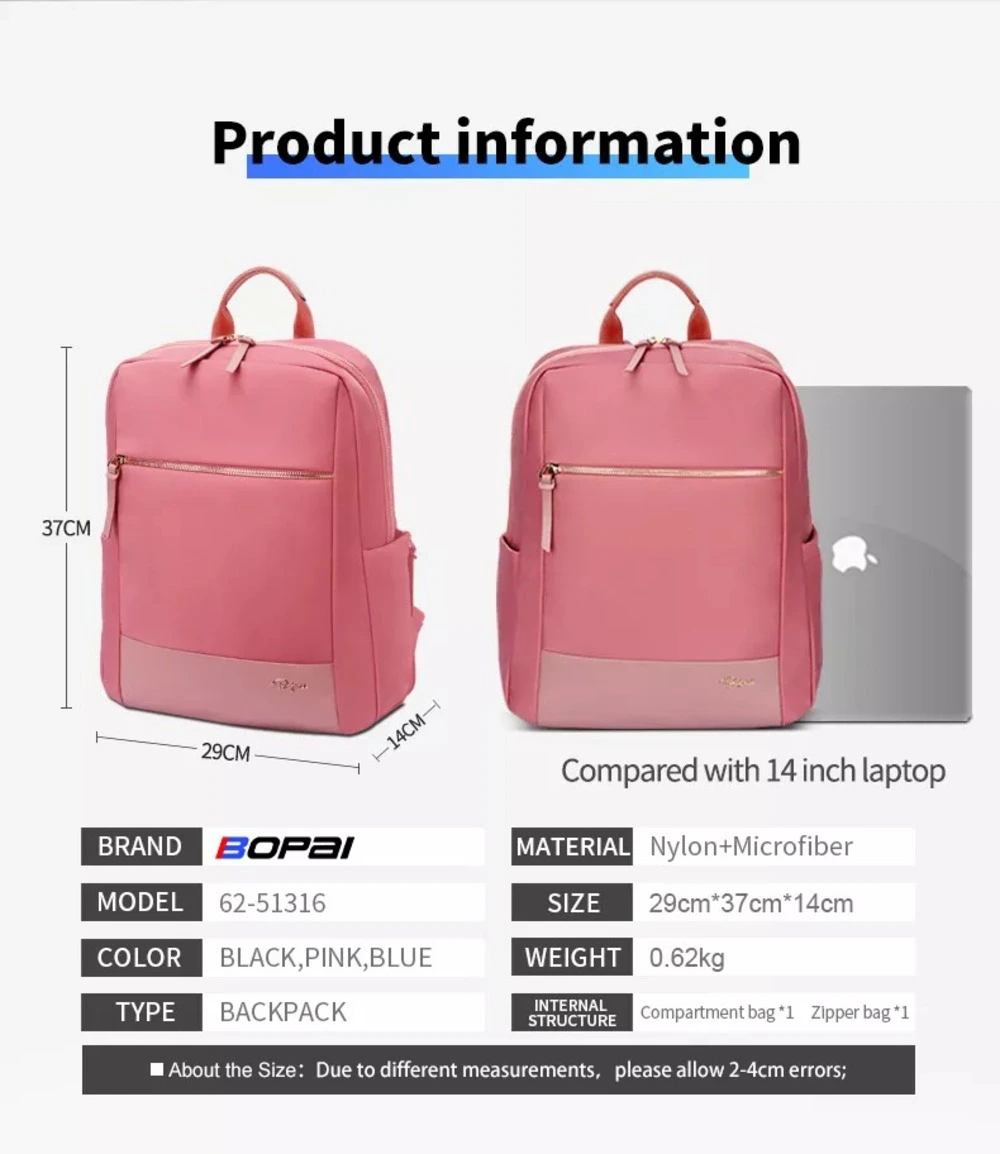 Product information
37CM
29CM
14CM
Compared with 14 inch laptop
BRAND BOPAI
MODEL 62-51316
COLOR BLACK,PINK,BLUE
TYPE BACKPACK
MATERIAL Nylon+Microfiber
SIZE 29cm*37cm*14cm
WEIGHT 0.62kg
INTERNAL
STRUCTURE Compartment bag *1 Zipper bag *1
■ About the Size：Due to different measurements，please allow 2-4cm errors;